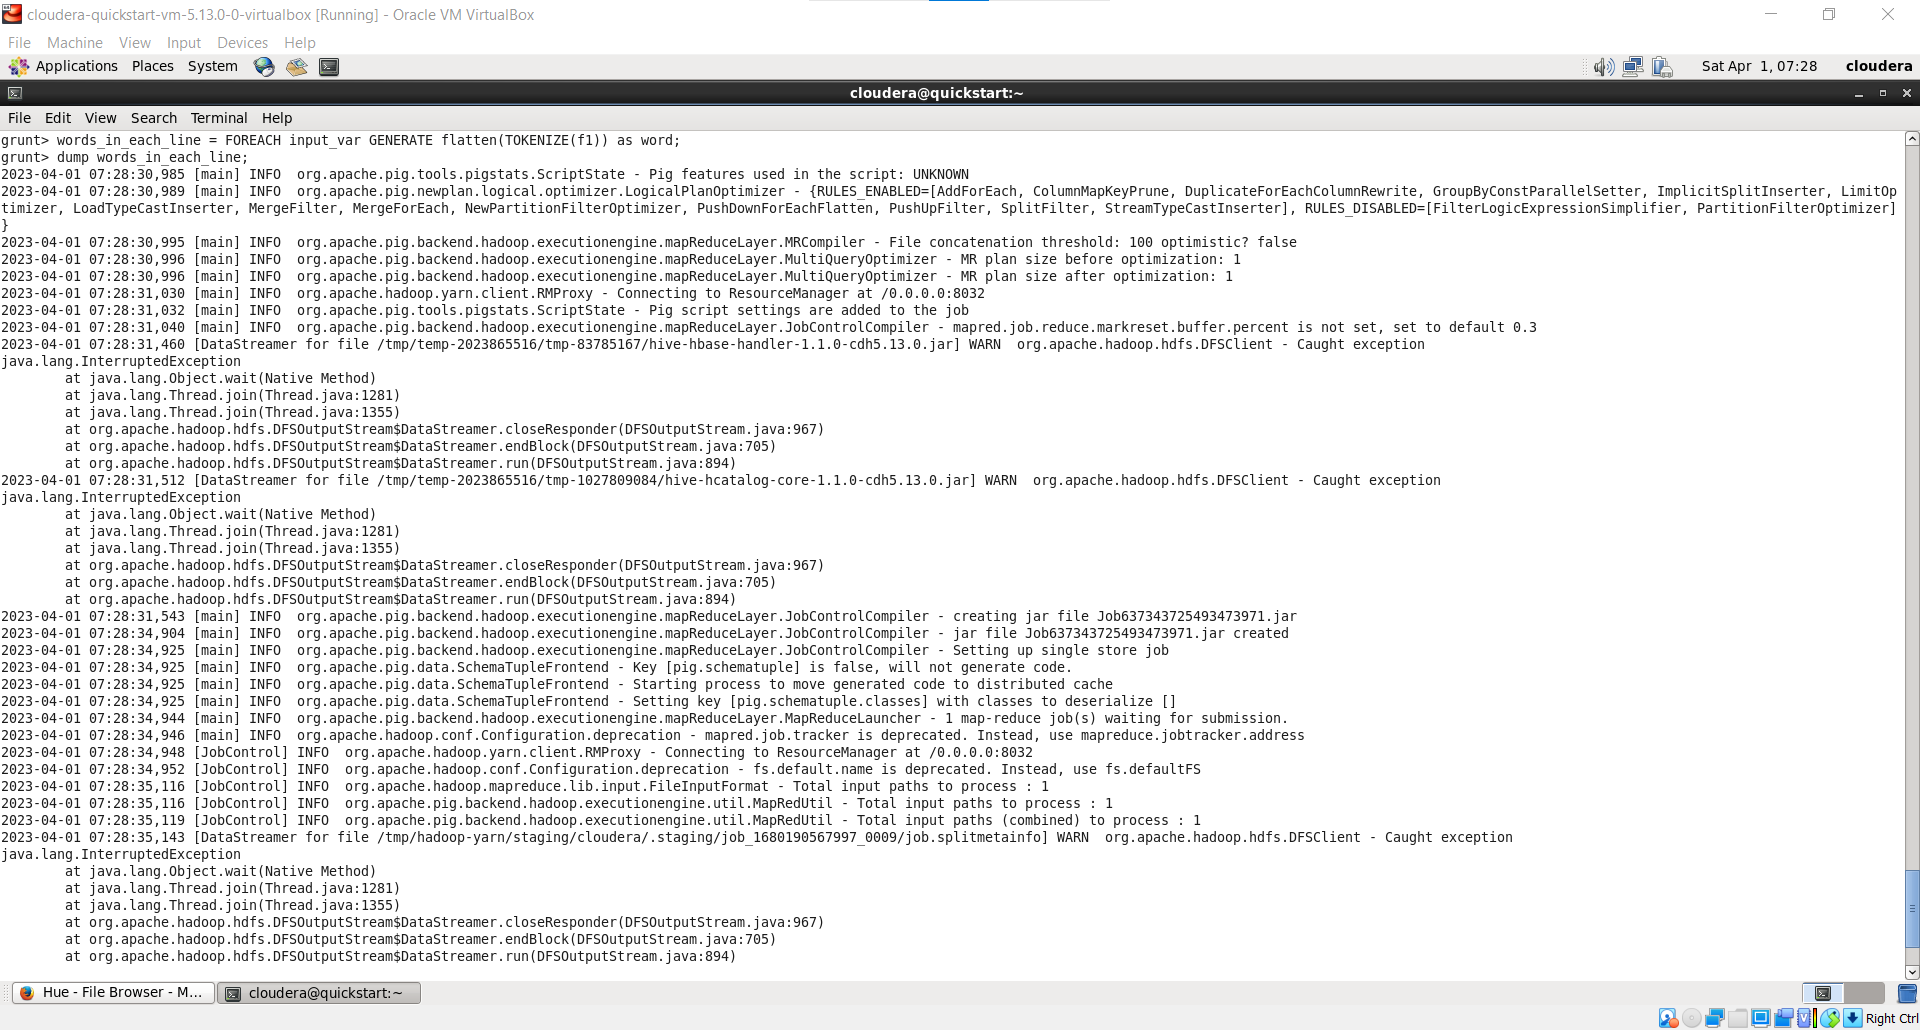 cloudera-quickstart-vm-5.13.0-0-virtualbox [Running] - Oracle VM VirtualBox
File Machine View Input Devices Help
Applications Places System Sat Apr 1, 07:28 cloudera
cloudera@quickstart:~
File Edit View Search Terminal Help
grunt> words_in_each_line = FOREACH input_var GENERATE flatten(TOKENIZE(f1)) as word;
grunt> dump words_in_each_line;
2023-04-01 07:28:30,985 [main] INFO  org.apache.pig.tools.pigstats.ScriptState - Pig features used in the script: UNKNOWN
2023-04-01 07:28:30,989 [main] INFO  org.apache.pig.newplan.logical.optimizer.LogicalPlanOptimizer - {RULES_ENABLED=[AddForEach, ColumnMapKeyPrune, DuplicateForEachColumnRewrite, GroupByConstParallelSetter, ImplicitSplitInserter, LimitOp
timizer, LoadTypeCastInserter, MergeFilter, MergeForEach, NewPartitionFilterOptimizer, PushDownForEachFlatten, PushUpFilter, SplitFilter, StreamTypeCastInserter], RULES_DISABLED=[FilterLogicExpressionSimplifier, PartitionFilterOptimizer]
}
2023-04-01 07:28:30,995 [main] INFO  org.apache.pig.backend.hadoop.executionengine.mapReduceLayer.MRCompiler - File concatenation threshold: 100 optimistic? false
2023-04-01 07:28:30,996 [main] INFO  org.apache.pig.backend.hadoop.executionengine.mapReduceLayer.MultiQueryOptimizer - MR plan size before optimization: 1
2023-04-01 07:28:30,996 [main] INFO  org.apache.pig.backend.hadoop.executionengine.mapReduceLayer.MultiQueryOptimizer - MR plan size after optimization: 1
2023-04-01 07:28:31,030 [main] INFO  org.apache.hadoop.yarn.client.RMProxy - Connecting to ResourceManager at /0.0.0.0:8032
2023-04-01 07:28:31,032 [main] INFO  org.apache.pig.tools.pigstats.ScriptState - Pig script settings are added to the job
2023-04-01 07:28:31,040 [main] INFO  org.apache.pig.backend.hadoop.executionengine.mapReduceLayer.JobControlCompiler - mapred.job.reduce.markreset.buffer.percent is not set, set to default 0.3
2023-04-01 07:28:31,460 [DataStreamer for file /tmp/temp-2023865516/tmp-83785167/hive-hbase-handler-1.1.0-cdh5.13.0.jar] WARN  org.apache.hadoop.hdfs.DFSClient - Caught exception
java.lang.InterruptedException
        at java.lang.Object.wait(Native Method)
        at java.lang.Thread.join(Thread.java:1281)
        at java.lang.Thread.join(Thread.java:1355)
        at org.apache.hadoop.hdfs.DFSOutputStream$DataStreamer.closeResponder(DFSOutputStream.java:967)
        at org.apache.hadoop.hdfs.DFSOutputStream$DataStreamer.endBlock(DFSOutputStream.java:705)
        at org.apache.hadoop.hdfs.DFSOutputStream$DataStreamer.run(DFSOutputStream.java:894)
2023-04-01 07:28:31,512 [DataStreamer for file /tmp/temp-2023865516/tmp-1027809084/hive-hcatalog-core-1.1.0-cdh5.13.0.jar] WARN  org.apache.hadoop.hdfs.DFSClient - Caught exception
java.lang.InterruptedException
        at java.lang.Object.wait(Native Method)
        at java.lang.Thread.join(Thread.java:1281)
        at java.lang.Thread.join(Thread.java:1355)
        at org.apache.hadoop.hdfs.DFSOutputStream$DataStreamer.closeResponder(DFSOutputStream.java:967)
        at org.apache.hadoop.hdfs.DFSOutputStream$DataStreamer.endBlock(DFSOutputStream.java:705)
        at org.apache.hadoop.hdfs.DFSOutputStream$DataStreamer.run(DFSOutputStream.java:894)
2023-04-01 07:28:31,543 [main] INFO  org.apache.pig.backend.hadoop.executionengine.mapReduceLayer.JobControlCompiler - creating jar file Job637343725493473971.jar
2023-04-01 07:28:34,904 [main] INFO  org.apache.pig.backend.hadoop.executionengine.mapReduceLayer.JobControlCompiler - jar file Job637343725493473971.jar created
2023-04-01 07:28:34,925 [main] INFO  org.apache.pig.backend.hadoop.executionengine.mapReduceLayer.JobControlCompiler - Setting up single store job
2023-04-01 07:28:34,925 [main] INFO  org.apache.pig.data.SchemaTupleFrontend - Key [pig.schematuple] is false, will not generate code.
2023-04-01 07:28:34,925 [main] INFO  org.apache.pig.data.SchemaTupleFrontend - Starting process to move generated code to distributed cache
2023-04-01 07:28:34,925 [main] INFO  org.apache.pig.data.SchemaTupleFrontend - Setting key [pig.schematuple.classes] with classes to deserialize []
2023-04-01 07:28:34,944 [main] INFO  org.apache.pig.backend.hadoop.executionengine.mapReduceLayer.MapReduceLauncher - 1 map-reduce job(s) waiting for submission.
2023-04-01 07:28:34,946 [main] INFO  org.apache.hadoop.conf.Configuration.deprecation - mapred.job.tracker is deprecated. Instead, use mapreduce.jobtracker.address
2023-04-01 07:28:34,948 [JobControl] INFO  org.apache.hadoop.yarn.client.RMProxy - Connecting to ResourceManager at /0.0.0.0:8032
2023-04-01 07:28:34,952 [JobControl] INFO  org.apache.hadoop.conf.Configuration.deprecation - fs.default.name is deprecated. Instead, use fs.defaultFS
2023-04-01 07:28:35,116 [JobControl] INFO  org.apache.hadoop.mapreduce.lib.input.FileInputFormat - Total input paths to process : 1
2023-04-01 07:28:35,116 [JobControl] INFO  org.apache.pig.backend.hadoop.executionengine.util.MapRedUtil - Total input paths to process : 1
2023-04-01 07:28:35,119 [JobControl] INFO  org.apache.pig.backend.hadoop.executionengine.util.MapRedUtil - Total input paths (combined) to process : 1
2023-04-01 07:28:35,143 [DataStreamer for file /tmp/hadoop-yarn/staging/cloudera/.staging/job_1680190567997_0009/job.splitmetainfo] WARN  org.apache.hadoop.hdfs.DFSClient - Caught exception
java.lang.InterruptedException
        at java.lang.Object.wait(Native Method)
        at java.lang.Thread.join(Thread.java:1281)
        at java.lang.Thread.join(Thread.java:1355)
        at org.apache.hadoop.hdfs.DFSOutputStream$DataStreamer.closeResponder(DFSOutputStream.java:967)
        at org.apache.hadoop.hdfs.DFSOutputStream$DataStreamer.endBlock(DFSOutputStream.java:705)
        at org.apache.hadoop.hdfs.DFSOutputStream$DataStreamer.run(DFSOutputStream.java:894)
Hue - File Browser - M... cloudera@quickstart:~
Right Ctrl